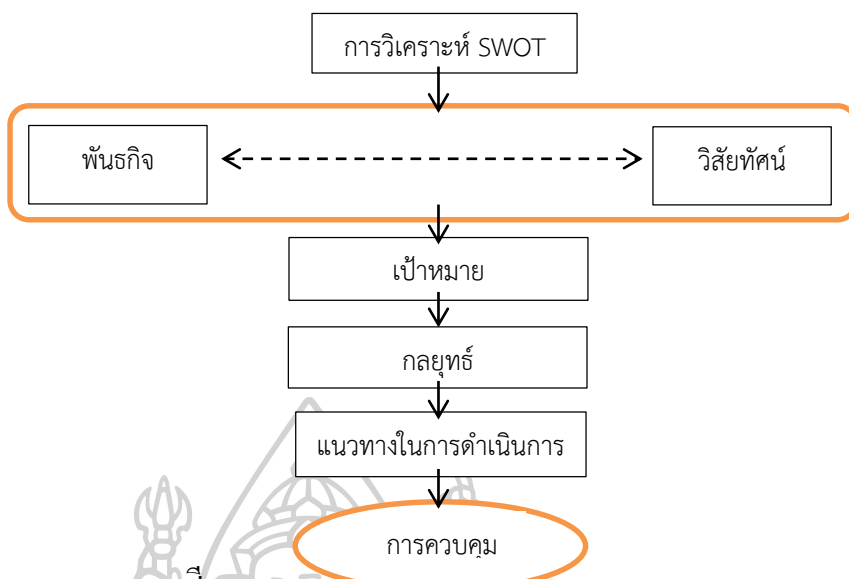 การวิเคราะห์ SWOT
พันธกิจ
วิสัยทัศน์
เป้าหมาย
กลยุทธ์
แนวทางในการดำเนินการ
การควบคุม